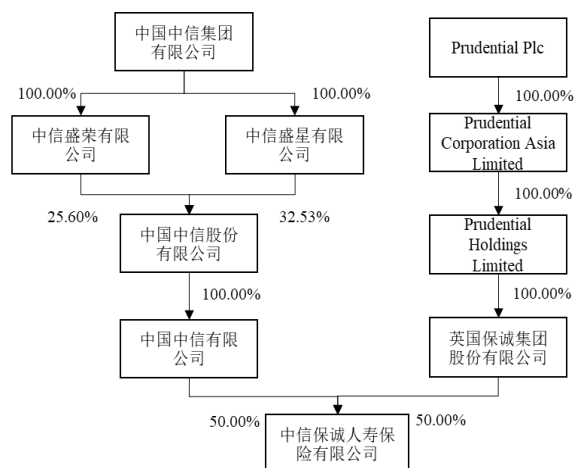 中国中信集团
有限公司
Prudential Plc
100.00%
100.00%
100.00%
中信盛荣有限
公司
中信盛星有限
公司
Prudential
Corporation Asia
Limited
25.60%
32.53%
100.00%
中国中信股份
有限公司
Prudential
Holdings
Limited
100.00%
100.00%
中国中信有限
公司
英国保诚集团
股份有限公司
50.00%
50.00%
中信保诚人寿保
险有限公司